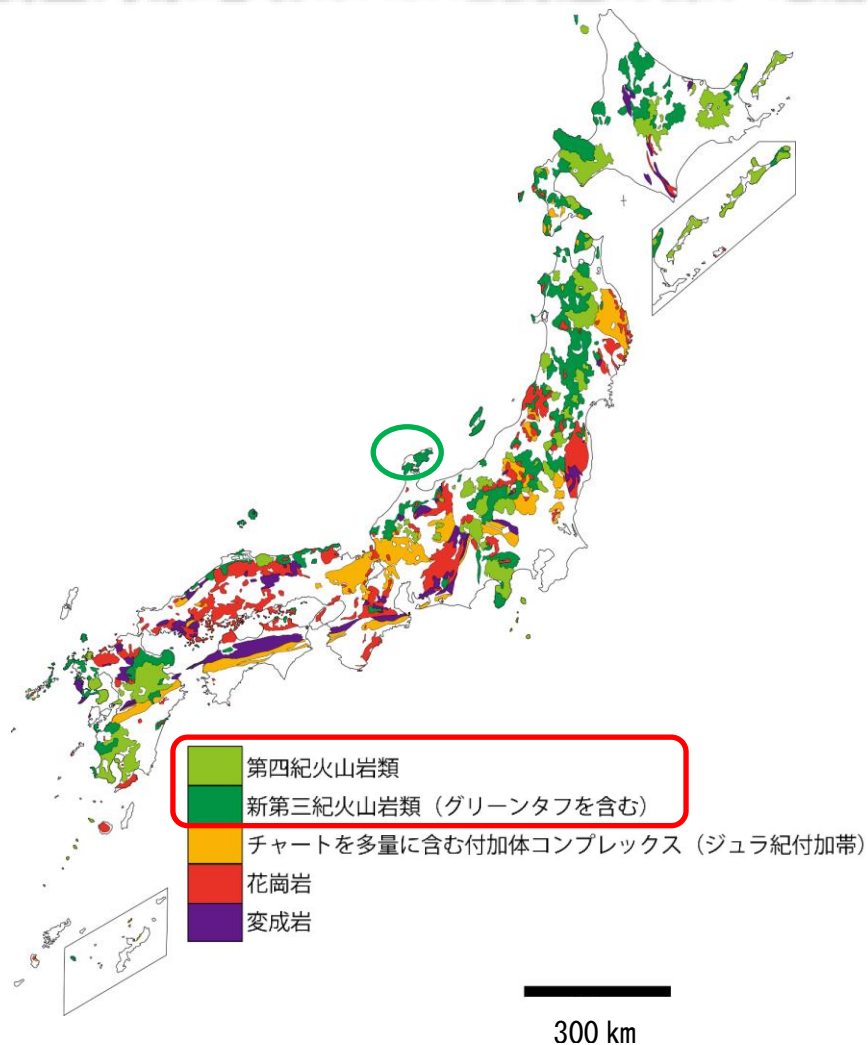 第四紀火山岩類
新第三紀火山岩類（グリーンタフを含む）
チャートを多量に含む付加体コンプレックス（ジュラ紀付加帯）
花崗岩
変成岩
300 km